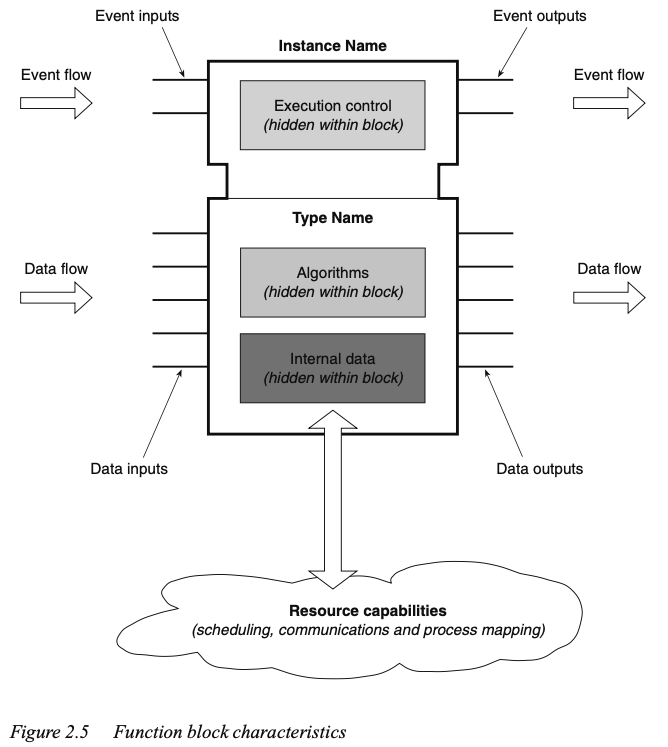 Event inputs
Event outputs
Instance Name
Event flow
Event flow
Execution control
(hidden within block)
Type Name
Data flow
Data flow
Algorithms
(hidden within block)
Internal data
(hidden within block)
Data inputs
Data outputs
Resource capabilities
(scheduling, communications and process mapping)
Figure 2.5 Function block characteristics